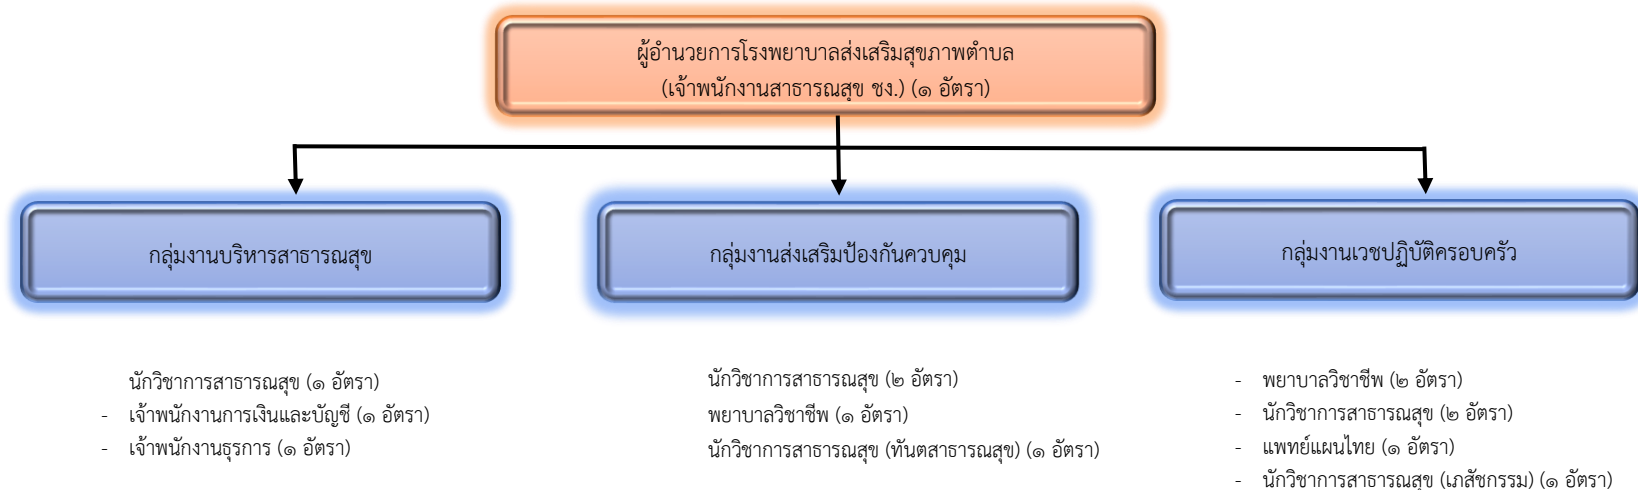 ผู้อำนวยการโรงพยาบาลส่งเสริมสุขภาพตำบล
(เจ้าพนักงานสาธารณสุข ชง.) (๑ อัตรา)
กลุ่มงานบริหารสาธารณสุข
กลุ่มงานส่งเสริมป้องกันควบคุม
กลุ่มงานเวชปฏิบัติครอบครัว
นักวิชาการสาธารณสุข (๑ อัตรา)
- เจ้าพนักงานการเงินและบัญชี (๑ อัตรา)
- เจ้าพนักงานธุรการ (๑ อัตรา)
นักวิชาการสาธารณสุข (๒ อัตรา)
พยาบาลวิชาชีพ (๑ อัตรา)
นักวิชาการสาธารณสุข (ทันตสาธารณสุข) (๑ อัตรา)
- พยาบาลวิชาชีพ (๒ อัตรา)
- นักวิชาการสาธารณสุข (๒ อัตรา)
- แพทย์แผนไทย (๑ อัตรา)
- นักวิชาการสาธารณสุข (เภสัชกรรม) (๑ อัตรา)